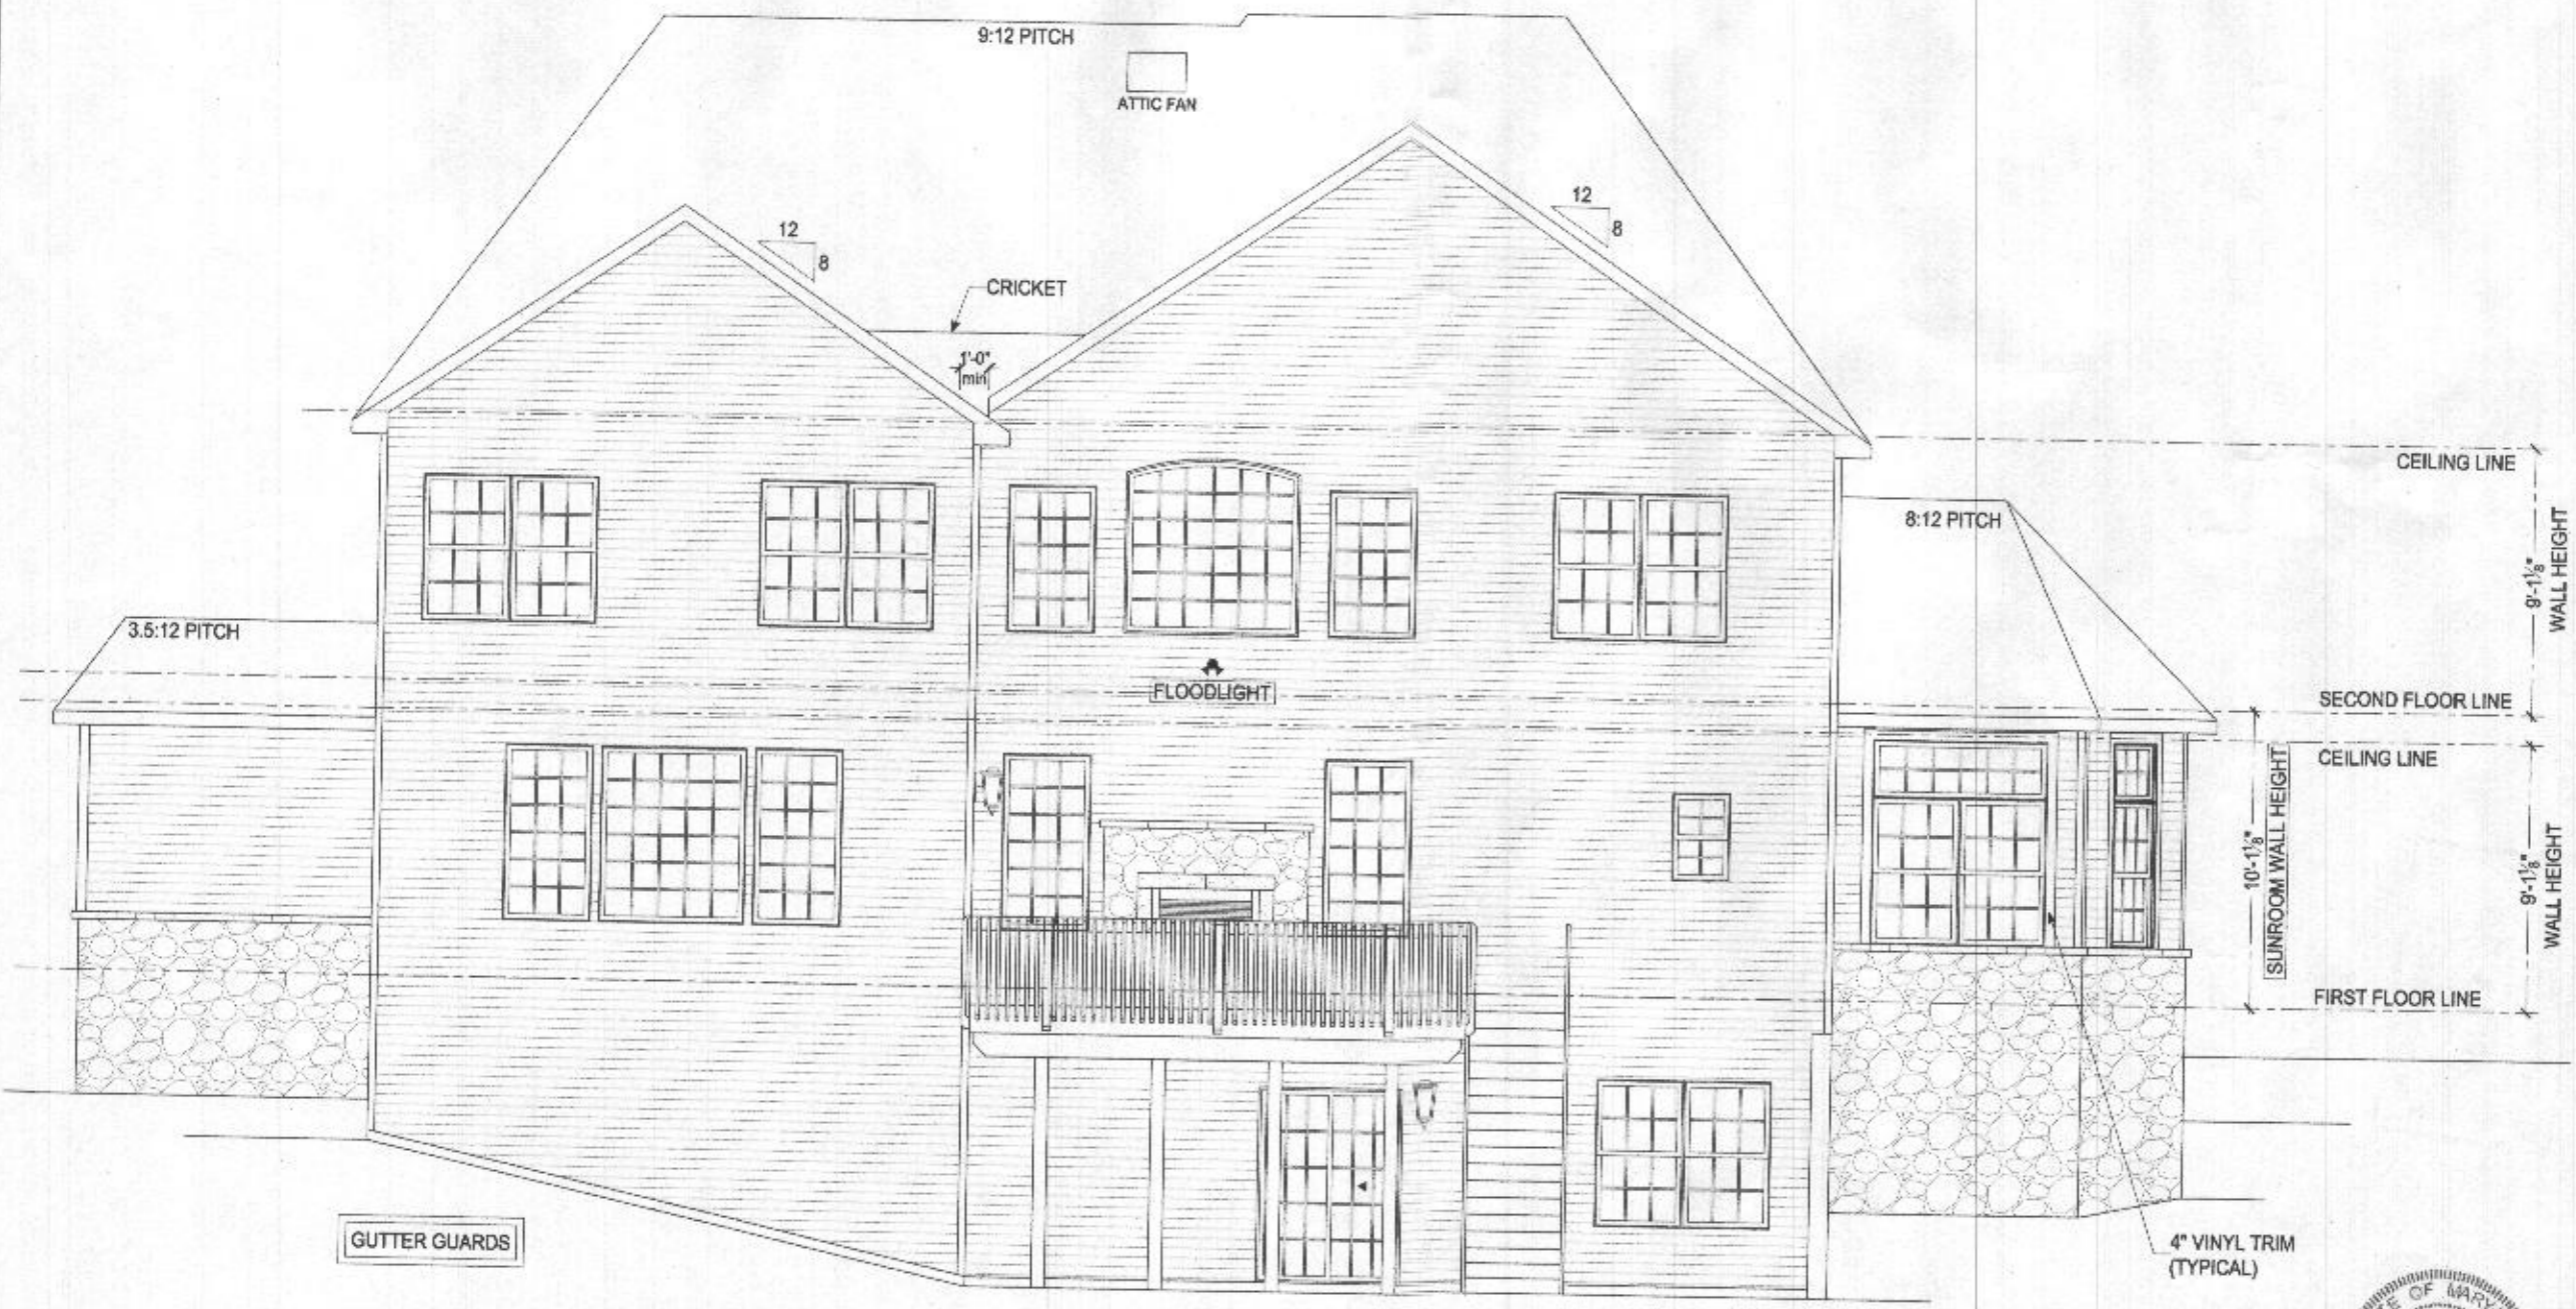 9:12 PITCH
ATTIC FAN
12
8
12
8
CRICKET
1'-0"
min
CEILING LINE
8:12 PITCH
9'-1⅛"
WALL HEIGHT
3.5:12 PITCH
FLOODLIGHT
SECOND FLOOR LINE
CEILING LINE
10'-1⅛"
SUNROOM WALL HEIGHT
9'-1⅛"
WALL HEIGHT
FIRST FLOOR LINE
GUTTER GUARDS
4" VINYL TRIM
(TYPICAL)
OF MARY